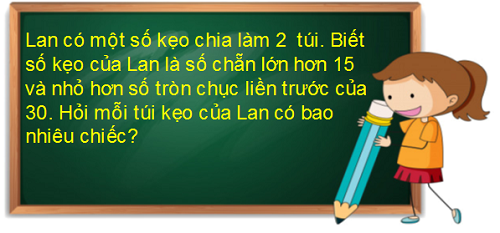 Lan có một số kẹo chia làm 2 túi. Biết
số kẹo của Lan là số chẵn lớn hơn 15
và nhỏ hơn số tròn chục liền trước của
30. Hỏi mỗi túi kẹo của Lan có bao
nhiêu chiếc?